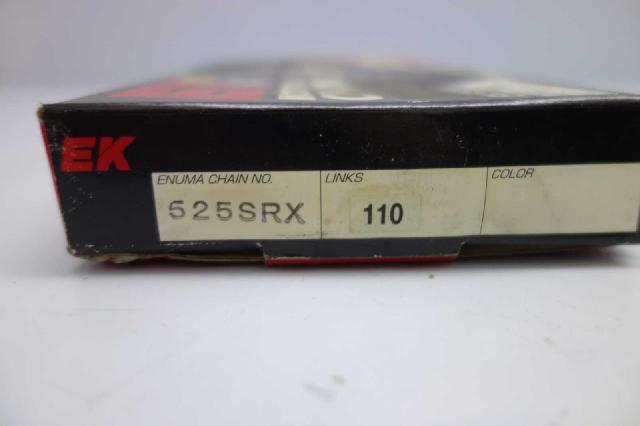 EK
ENUMA CHAIN NO. LINKS COLOR
525SRX 110